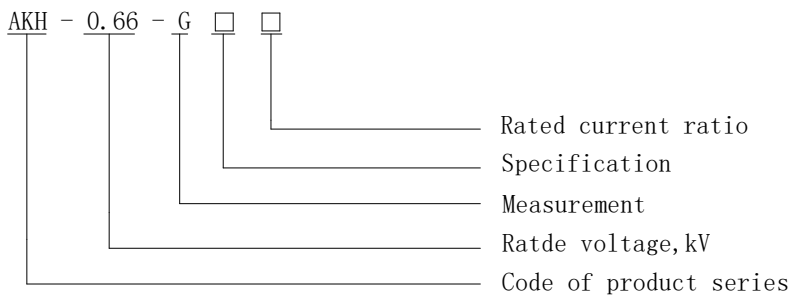 AKH - 0.66 - G □ □
Rated current ratio
Specification
Measurement
Ratde voltage,kV
Code of product series